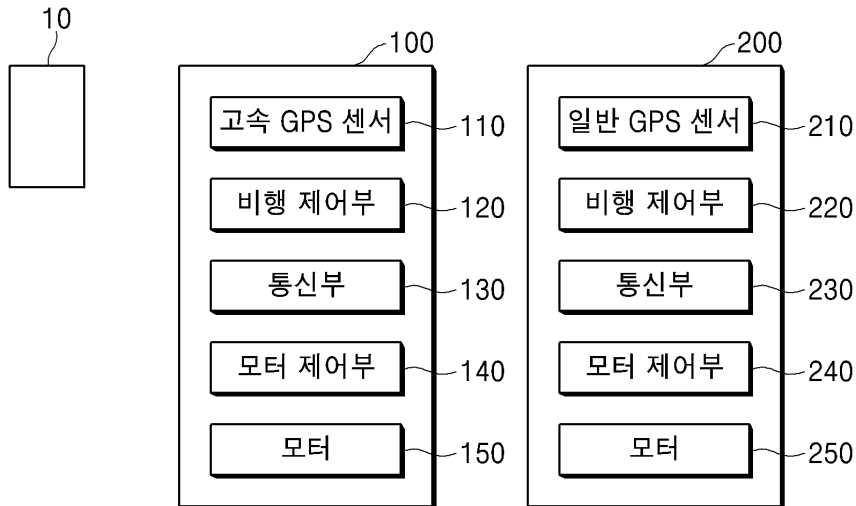 10
100
200
고속 GPS 센서
110
일반 GPS 센서
210
비행 제어부
120
비행 제어부
220
통신부
130
통신부
230
모터 제어부
140
모터 제어부
240
모터
150
모터
250